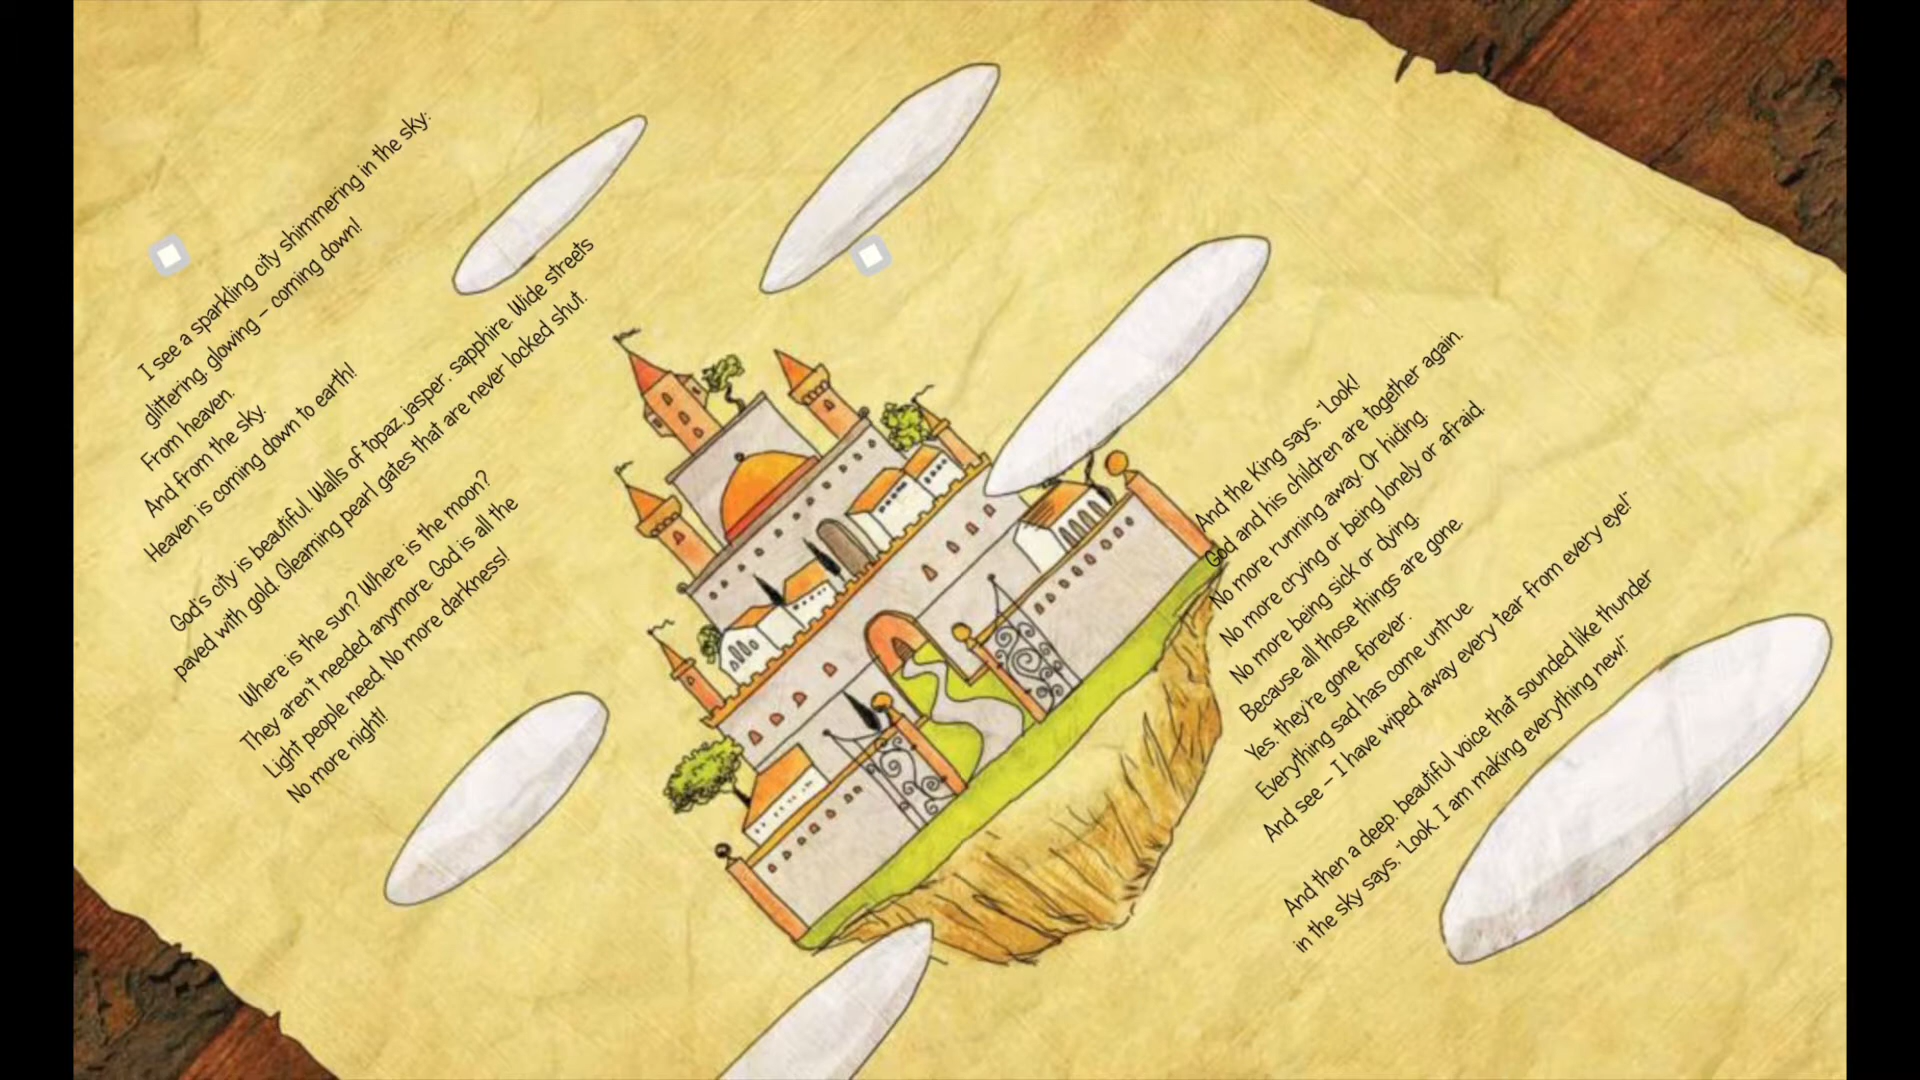 I see a sparkling city shimmering in the sky:
glittering, glowing – coming down!
From heaven.
And from the sky.
Heaven is coming down to earth!
God's city is beautiful. Walls of topaz, jasper, sapphire. Wide streets
paved with gold. Gleaming pearl gates that are never locked shut.
Where is the sun? Where is the moon?
They aren't needed anymore. God is all the
Light people need. No more darkness!
No more night!
And the King says, "Look!
God and his children are together again.
No more running away. Or hiding.
No more crying or being lonely or afraid.
No more being sick or dying.
Because all those things are gone.
Yes, they're gone forever.
Everything sad has come untrue.
And see – I have wiped away every tear from every eye!"
And then a deep, beautiful voice that sounded like thunder
in the sky says, "Look, I am making everything new!"